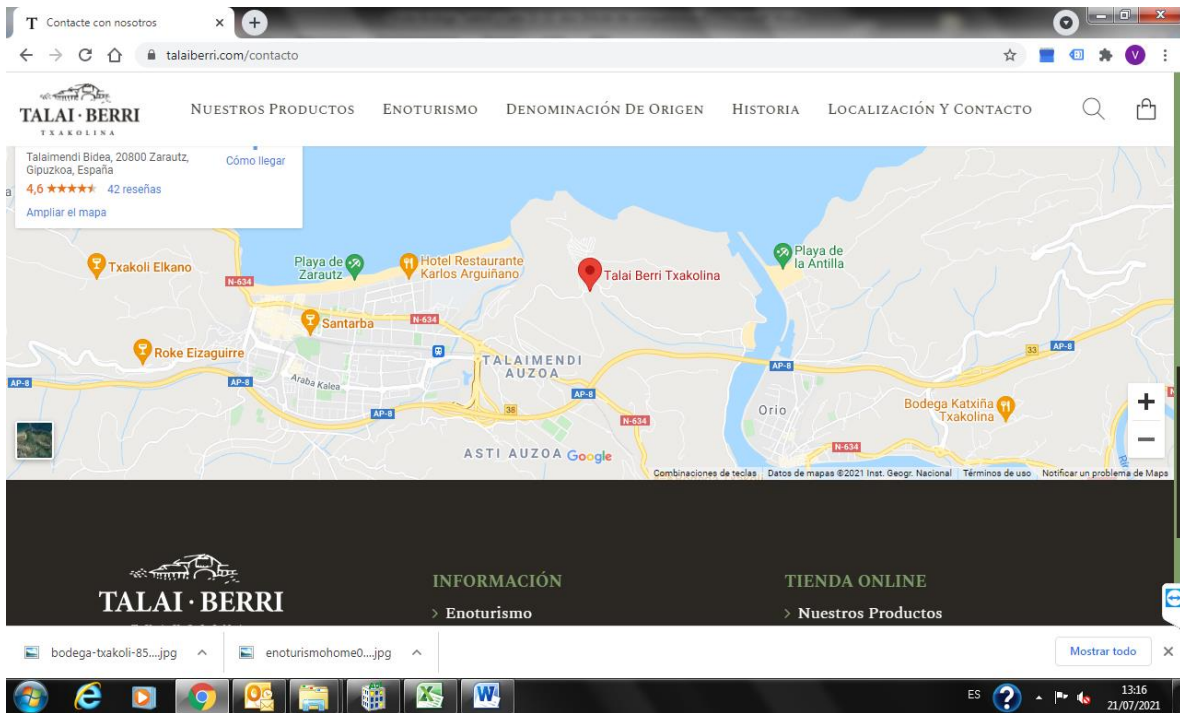 T Contacte con nosotros
talaiberri.com/contacto
V
TALAI · BERRI
TXAKOLINA
NUESTROS PRODUCTOS
ENOTURISMO
DENOMINACIÓN DE ORIGEN
HISTORIA
LOCALIZACIÓN Y CONTACTO
Talaimendi Bidea, 20800 Zarautz,
Gipuzkoa, España
Cómo llegar
4,6 ★★★★★ 42 reseñas
Ampliar el mapa
Txakoli Elkano
Playa de
Zarautz
Hotel Restaurante
Karlos Arguiñano
Talai Berri Txakolina
Playa de
la Antilla
N-634
Santarba
N-634
Roke Eizaguirre
TALAIMENDI
AUZOA
33
AP-8
AP-8
AP-8
Araba Kalea
AP-8
AP-8
38
AP-8
N-634
Orio
Bodega Katxiña
Txakolina
N-634
ASTI AUZOA
Google
+
−
Combinaciones de teclas
Datos de mapas ©2021 Inst. Geogr. Nacional
Términos de uso
Notificar un problema de Maps
TALAI · BERRI
INFORMACIÓN
> Enoturismo
TIENDA ONLINE
> Nuestros Productos
bodega-txakoli-85....jpg
enoturismohome0....jpg
Mostrar todo
ES
13:16
21/07/2021